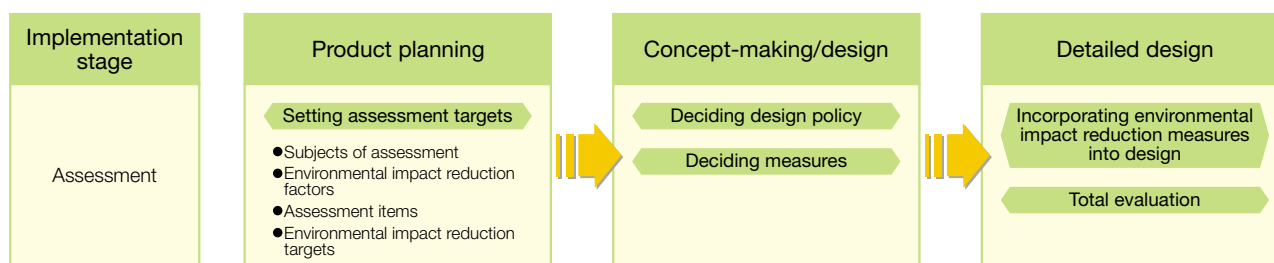 Implementation
stage
Assessment
Product planning
Setting assessment targets
●Subjects of assessment
●Environmental impact reduction
factors
●Assessment items
●Environmental impact reduction
targets
Concept-making/design
Deciding design policy
Deciding measures
Detailed design
Incorporating environmental
impact reduction measures
into design
Total evaluation